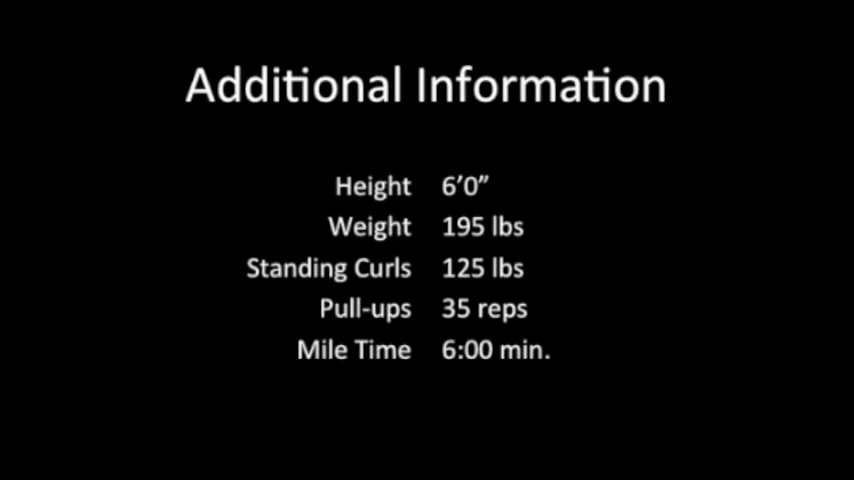 Additional Information
Height 6’0”
Weight 195 lbs
Standing Curls 125 lbs
Pull-ups 35 reps
Mile Time 6:00 min.